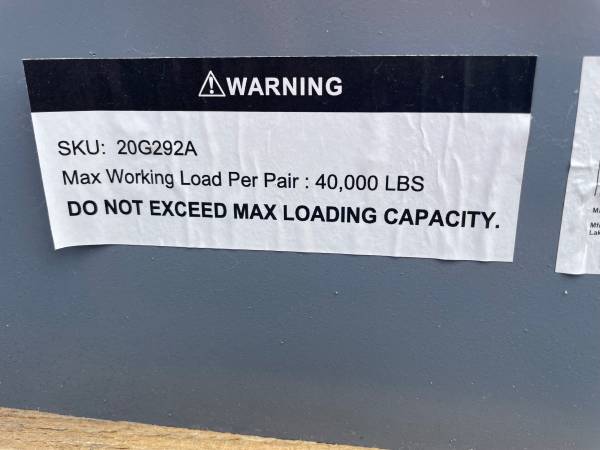 WARNING
SKU: 20G292A
Max Working Load Per Pair : 40,000 LBS
DO NOT EXCEED MAX LOADING CAPACITY.